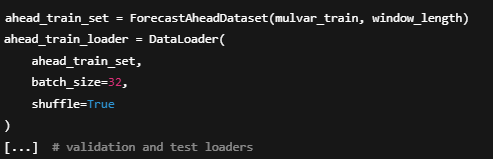 ahead_train_set = ForecastAheadDataset(mulvar_train, window_length)
ahead_train_loader = DataLoader(
    ahead_train_set,
    batch_size=32,
    shuffle=True
)
[...]  # validation and test loaders